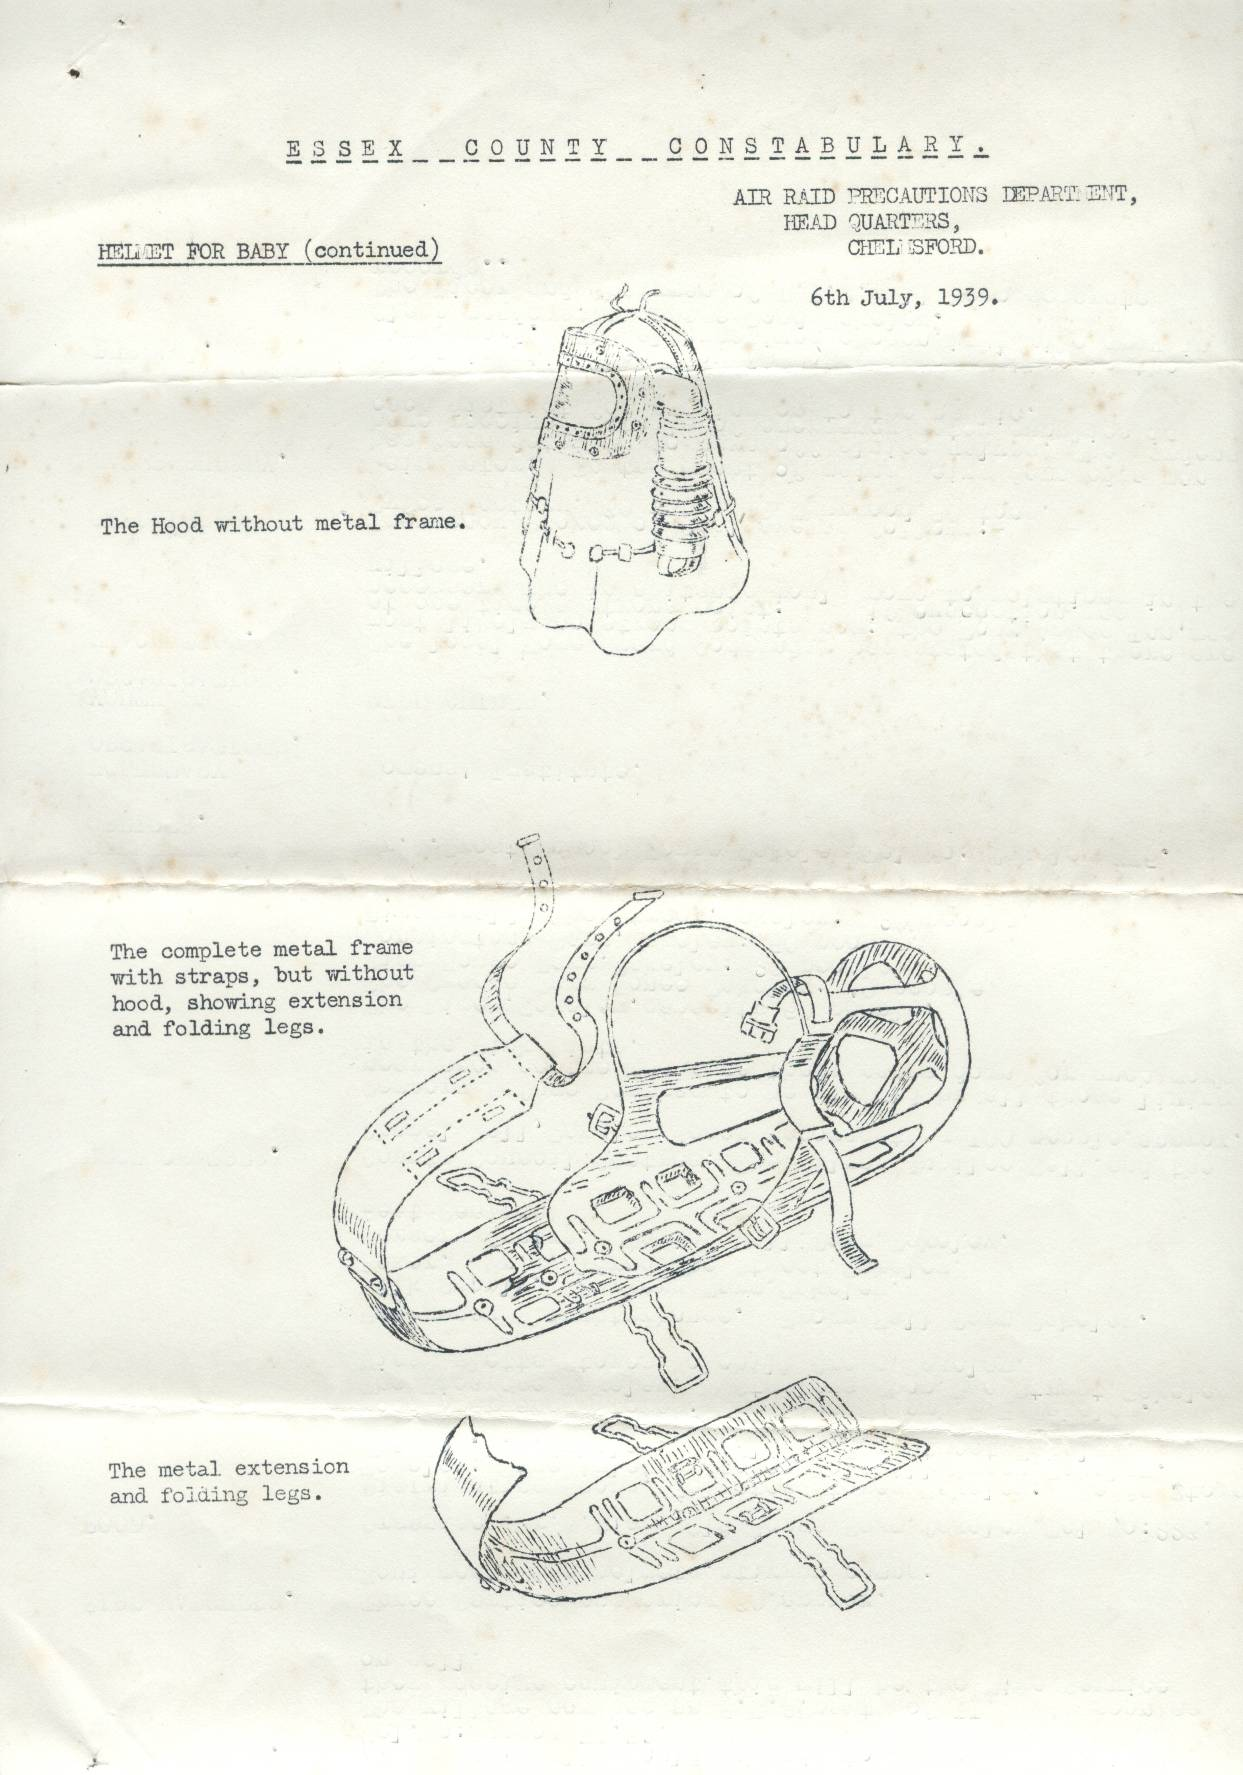 ESSEX COUNTY CONSTABULARY.
AIR RAID PRECAUTIONS DEPARTMENT,
HEAD QUARTERS,
CHELMSFORD.
HELMET FOR BABY (continued)
6th July, 1939.
The Hood without metal frame.
The complete metal frame
with straps, but without
hood, showing extension
and folding legs.
The metal extension
and folding legs.